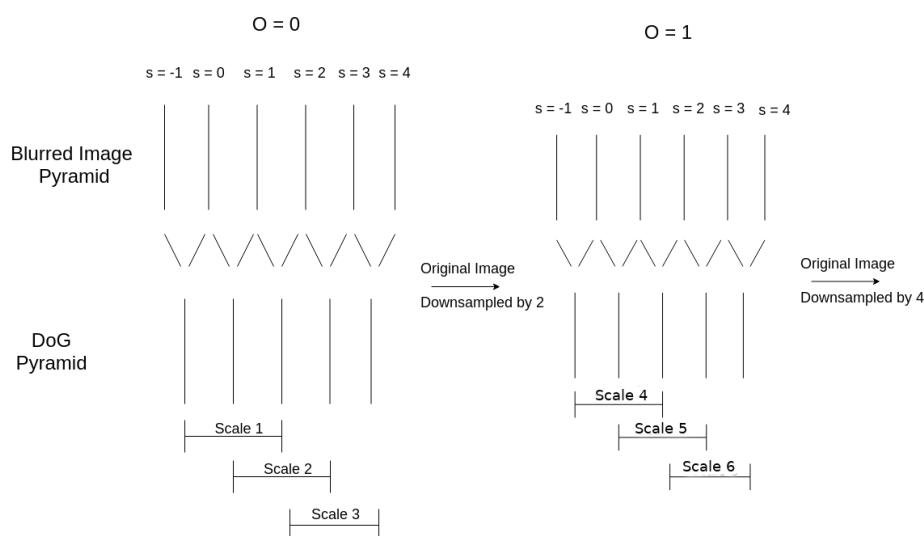 O = 0
O = 1
s = -1 s = 0 s = 1 s = 2 s = 3 s = 4
s = -1 s = 0 s = 1 s = 2 s = 3 s = 4
Blurred Image
Pyramid
Original Image
Downsampled by 2
Original Image
Downsampled by 4
DoG
Pyramid
Scale 1
Scale 2
Scale 3
Scale 4
Scale 5
Scale 6